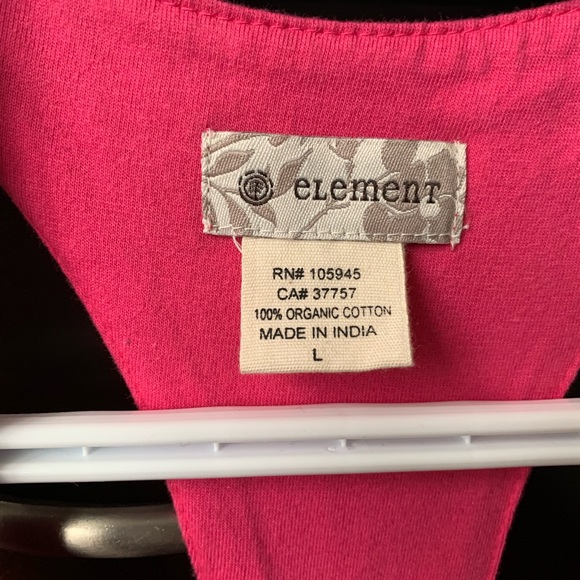 eLement
RN# 105945
CA# 37757
100% ORGANIC COTTON
MADE IN INDIA
L